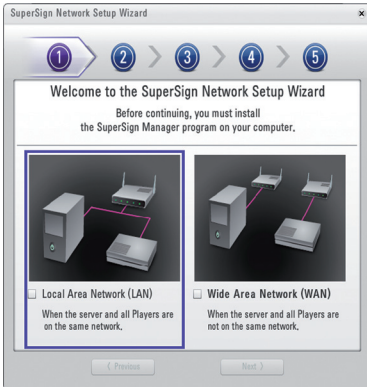 SuperSign Network Setup Wizard
1 2 3 4 5
Welcome to the SuperSign Network Setup Wizard
Before continuing, you must install
the SuperSign Manager program on your computer.
Local Area Network (LAN)
When the server and all Players are
on the same network.
Wide Area Network (WAN)
When the server and all Players are
not on the same network.
Previous Next